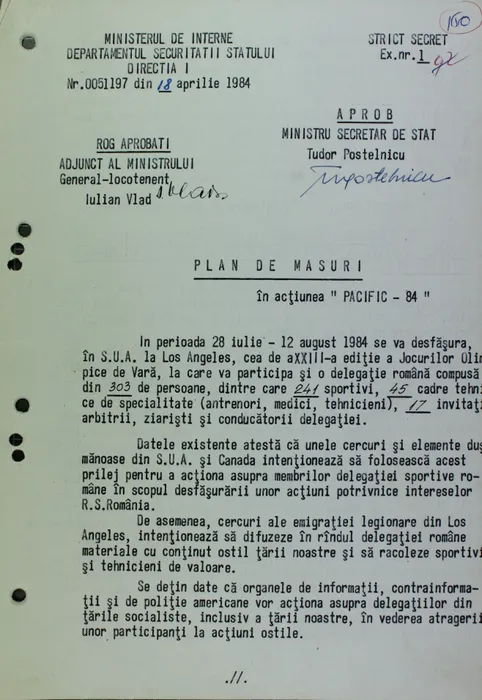 150
MINISTERUL DE INTERNE
DEPARTAMENTUL SECURITATII STATULUI
DIRECTIA I
Nr.0051197 din 18 aprilie 1984
STRICT SECRET
Ex.nr.1
APROB
MINISTRU SECRETAR DE STAT
Tudor Postelnicu
ROG APROBATI
ADJUNCT AL MINISTRULUI
General-locotenent,
Iulian Vlad
PLAN DE MASURI
în acţiunea " PACIFIC - 84 "
In perioada 28 iulie - 12 august 1984 se va desfăşura,
în S.U.A. la Los Angeles, cea de aXXIII-a ediţie a Jocurilor Olim
pice de Vară, la care va participa şi o delegaţie română compusă
din 303 de persoane, dintre care 241 sportivi, 45 cadre tehni
ce de specialitate (antrenori, medici, tehnicieni), 17 invitaţi
arbitrii, ziarişti şi conducătorii delegaţiei.
Datele existente atestă că unele cercuri şi elemente duş
mănoase din S.U.A. şi Canada intenţionează să folosească acest
prilej pentru a acţiona asupra membrilor delegaţiei sportive ro-
mâne în scopul desfăşurării unor acţiuni potrivnice intereselor
R.S.România.
De asemenea, cercuri ale emigraţiei legionare din Los
Angeles, intenţionează să difuzeze în rîndul delegaţiei române
materiale cu conţinut ostil ţării noastre şi să racoleze sportivi
şi tehnicieni de valoare.
Se deţin date că organele de informaţii, contrainforma-
ţii şi de poliţie americane vor acţiona asupra delegaţiilor din
ţările socialiste, inclusiv a ţării noastre, în vederea atragerii
unor participanţi la acţiuni ostile.
.//.